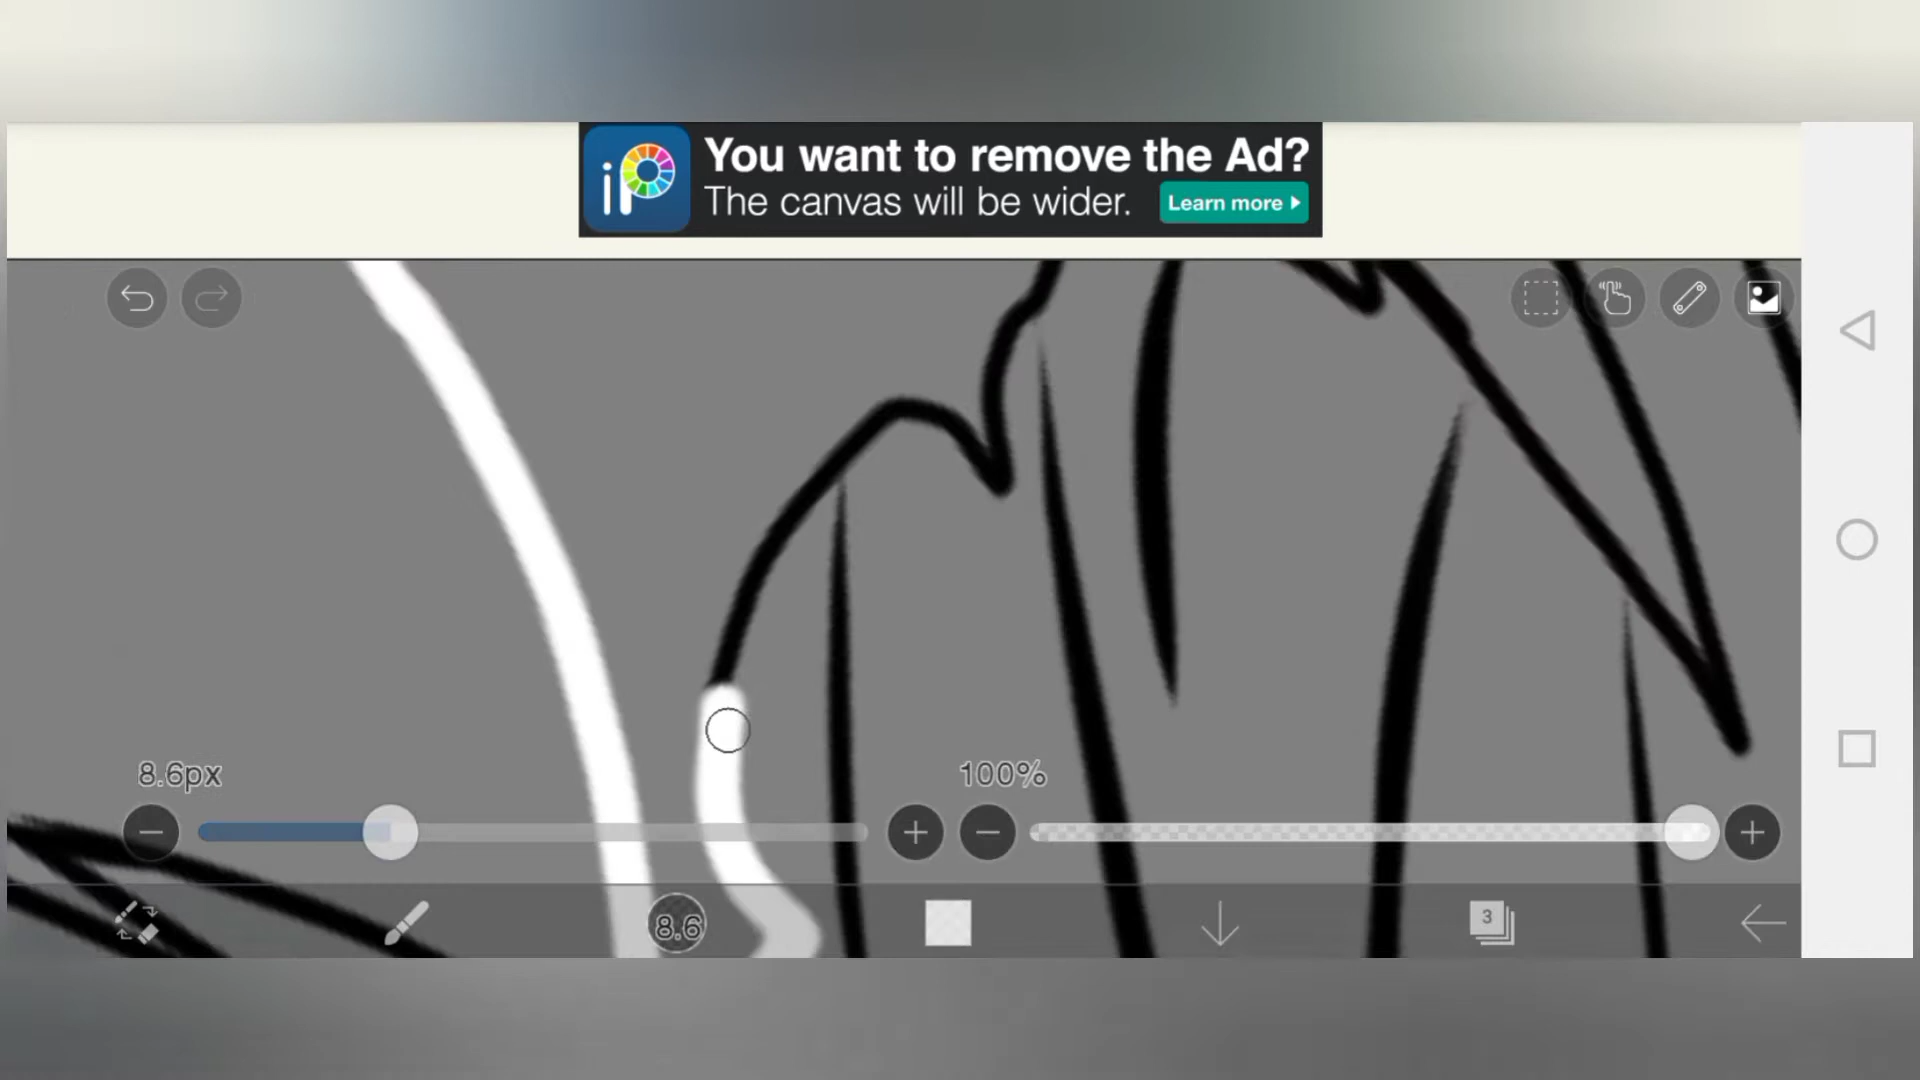 iP
You want to remove the Ad?
The canvas will be wider.
Learn more
8.6px
100%
8.6
3